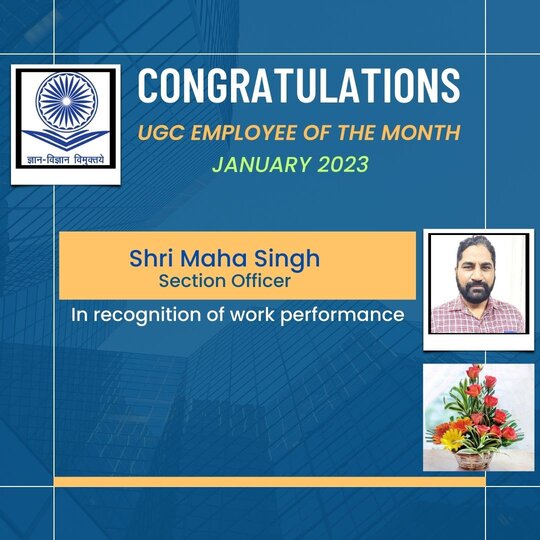 CONGRATULATIONS
UGC EMPLOYEE OF THE MONTH
JANUARY 2023
ज्ञान-विज्ञान विमुक्तये
Shri Maha Singh
Section Officer
In recognition of work performance